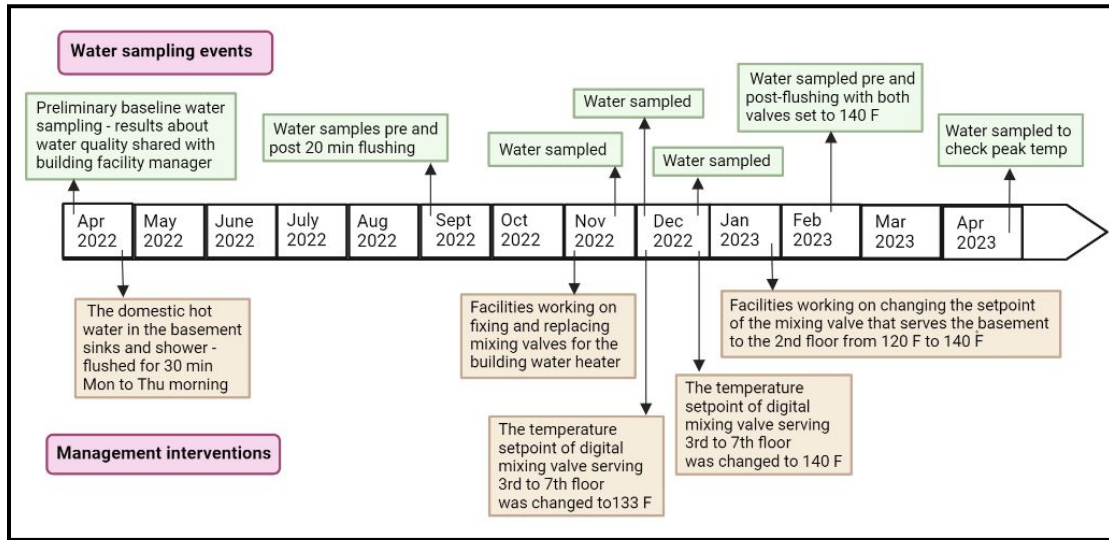 Water sampling events
Preliminary baseline water
sampling - results about
water quality shared with
building facility manager
Water samples pre and
post 20 min flushing
Water sampled
Water sampled
Water sampled
Water sampled pre and
post-flushing with both
valves set to 140 F
Water sampled to
check peak temp
Apr
2022
May
2022
June
2022
July
2022
Aug
2022
Sept
2022
Oct
2022
Nov
2022
Dec
2022
Jan
2023
Feb
2023
Mar
2023
Apr
2023
The domestic hot
water in the basement
sinks and shower -
flushed for 30 min
Mon to Thu morning
Facilities working on
fixing and replacing
mixing valves for the
building water heater
The temperature
setpoint of digital
mixing valve serving
3rd to 7th floor
was changed to133 F
The temperature
setpoint of digital
mixing valve serving
3rd to 7th floor
was changed to 140 F
Facilities working on changing the setpoint
of the mixing valve that serves the basement
to the 2nd floor from 120 F to 140 F
Management interventions